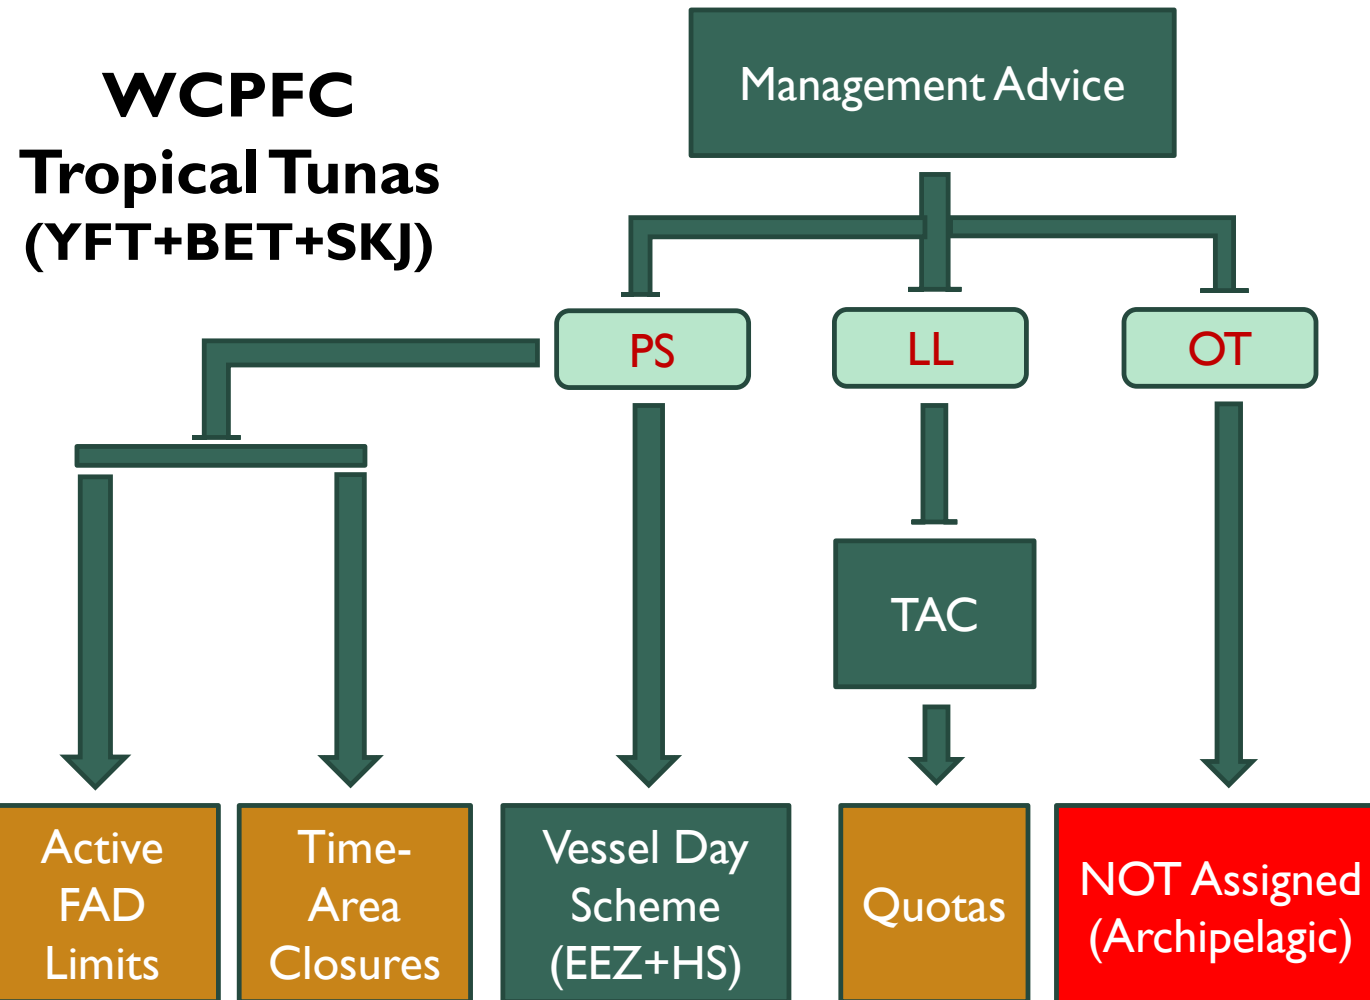 WCPFC
Tropical Tunas
(YFT+BET+SKJ)
Management Advice
PS
LL
OT
TAC
Active
FAD
Limits
Time-
Area
Closures
Vessel Day
Scheme
(EEZ+HS)
Quotas
NOT Assigned
(Archipelagic)